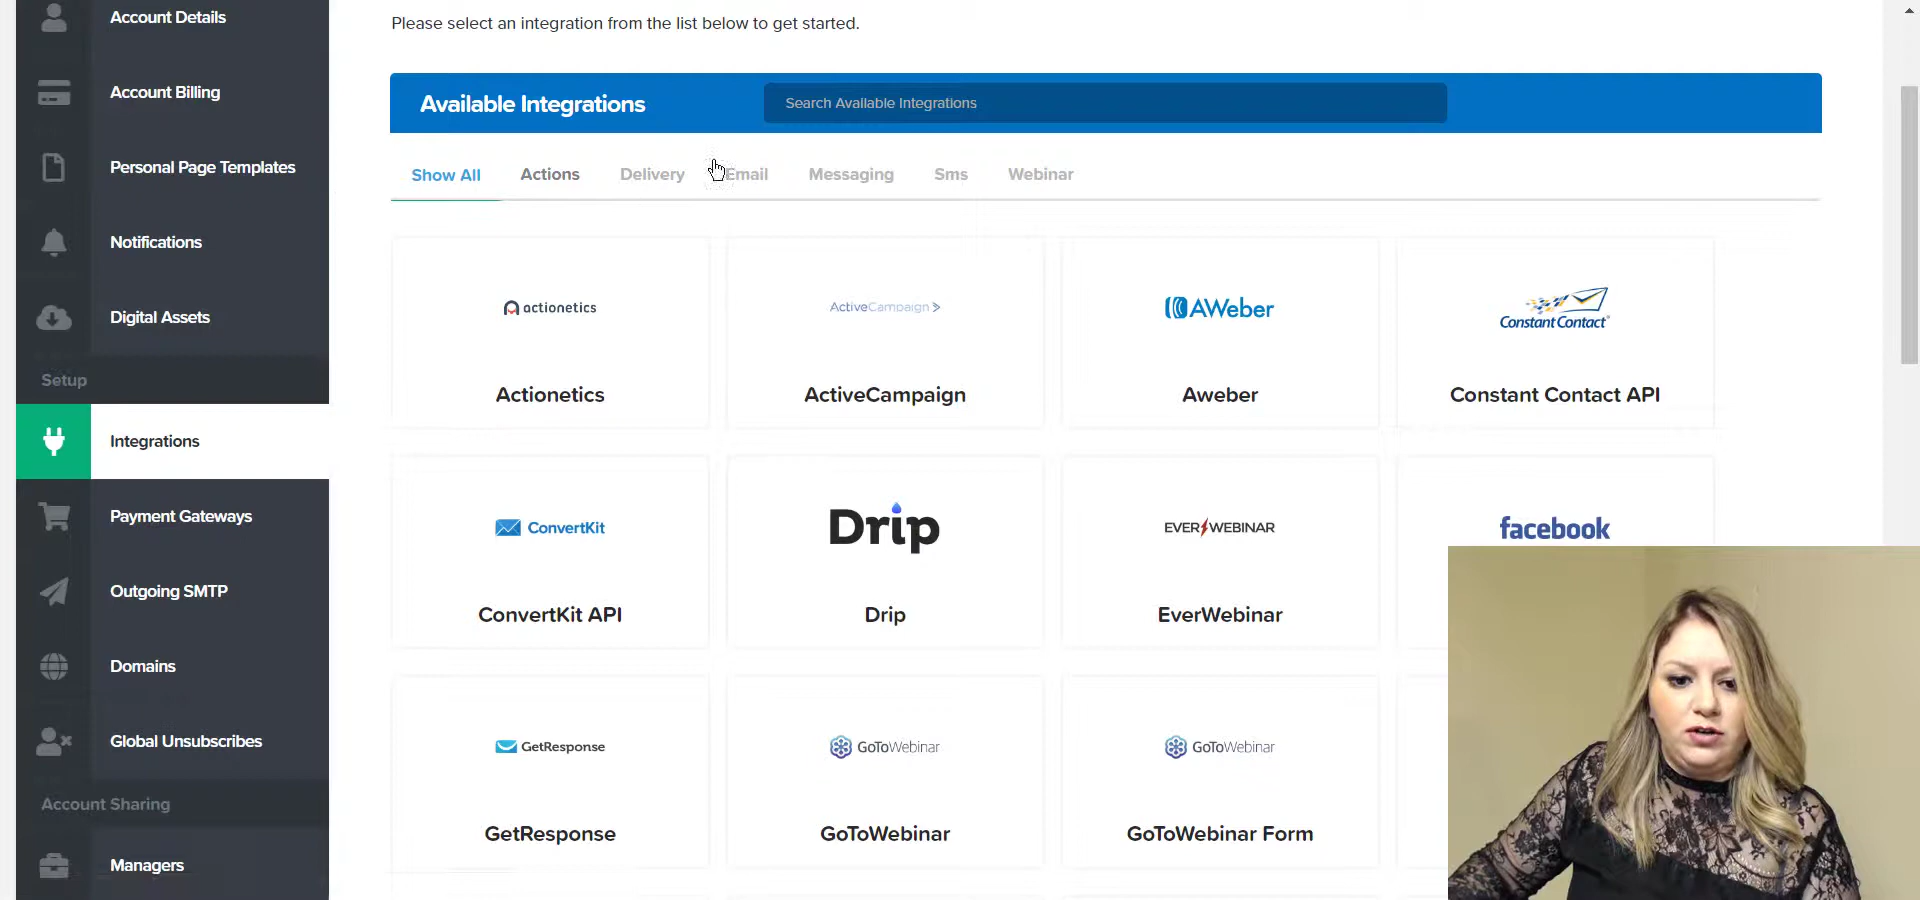 Account Details
Account Billing
Personal Page Templates
Notifications
Digital Assets
Setup
Integrations
Payment Gateways
Outgoing SMTP
Domains
Global Unsubscribes
Account Sharing
Managers
Please select an integration from the list below to get started.
Available Integrations
Search Available Integrations
Show All Actions Delivery Email Messaging Sms Webinar
actionetics
Actionetics
ActiveCampaign >
ActiveCampaign
AWeber
Aweber
Constant Contact®
Constant Contact API
ConvertKit
ConvertKit API
Drip
Drip
EVERWEBINAR
EverWebinar
facebook
GetResponse
GetResponse
GoToWebinar
GoToWebinar
GoToWebinar
GoToWebinar Form